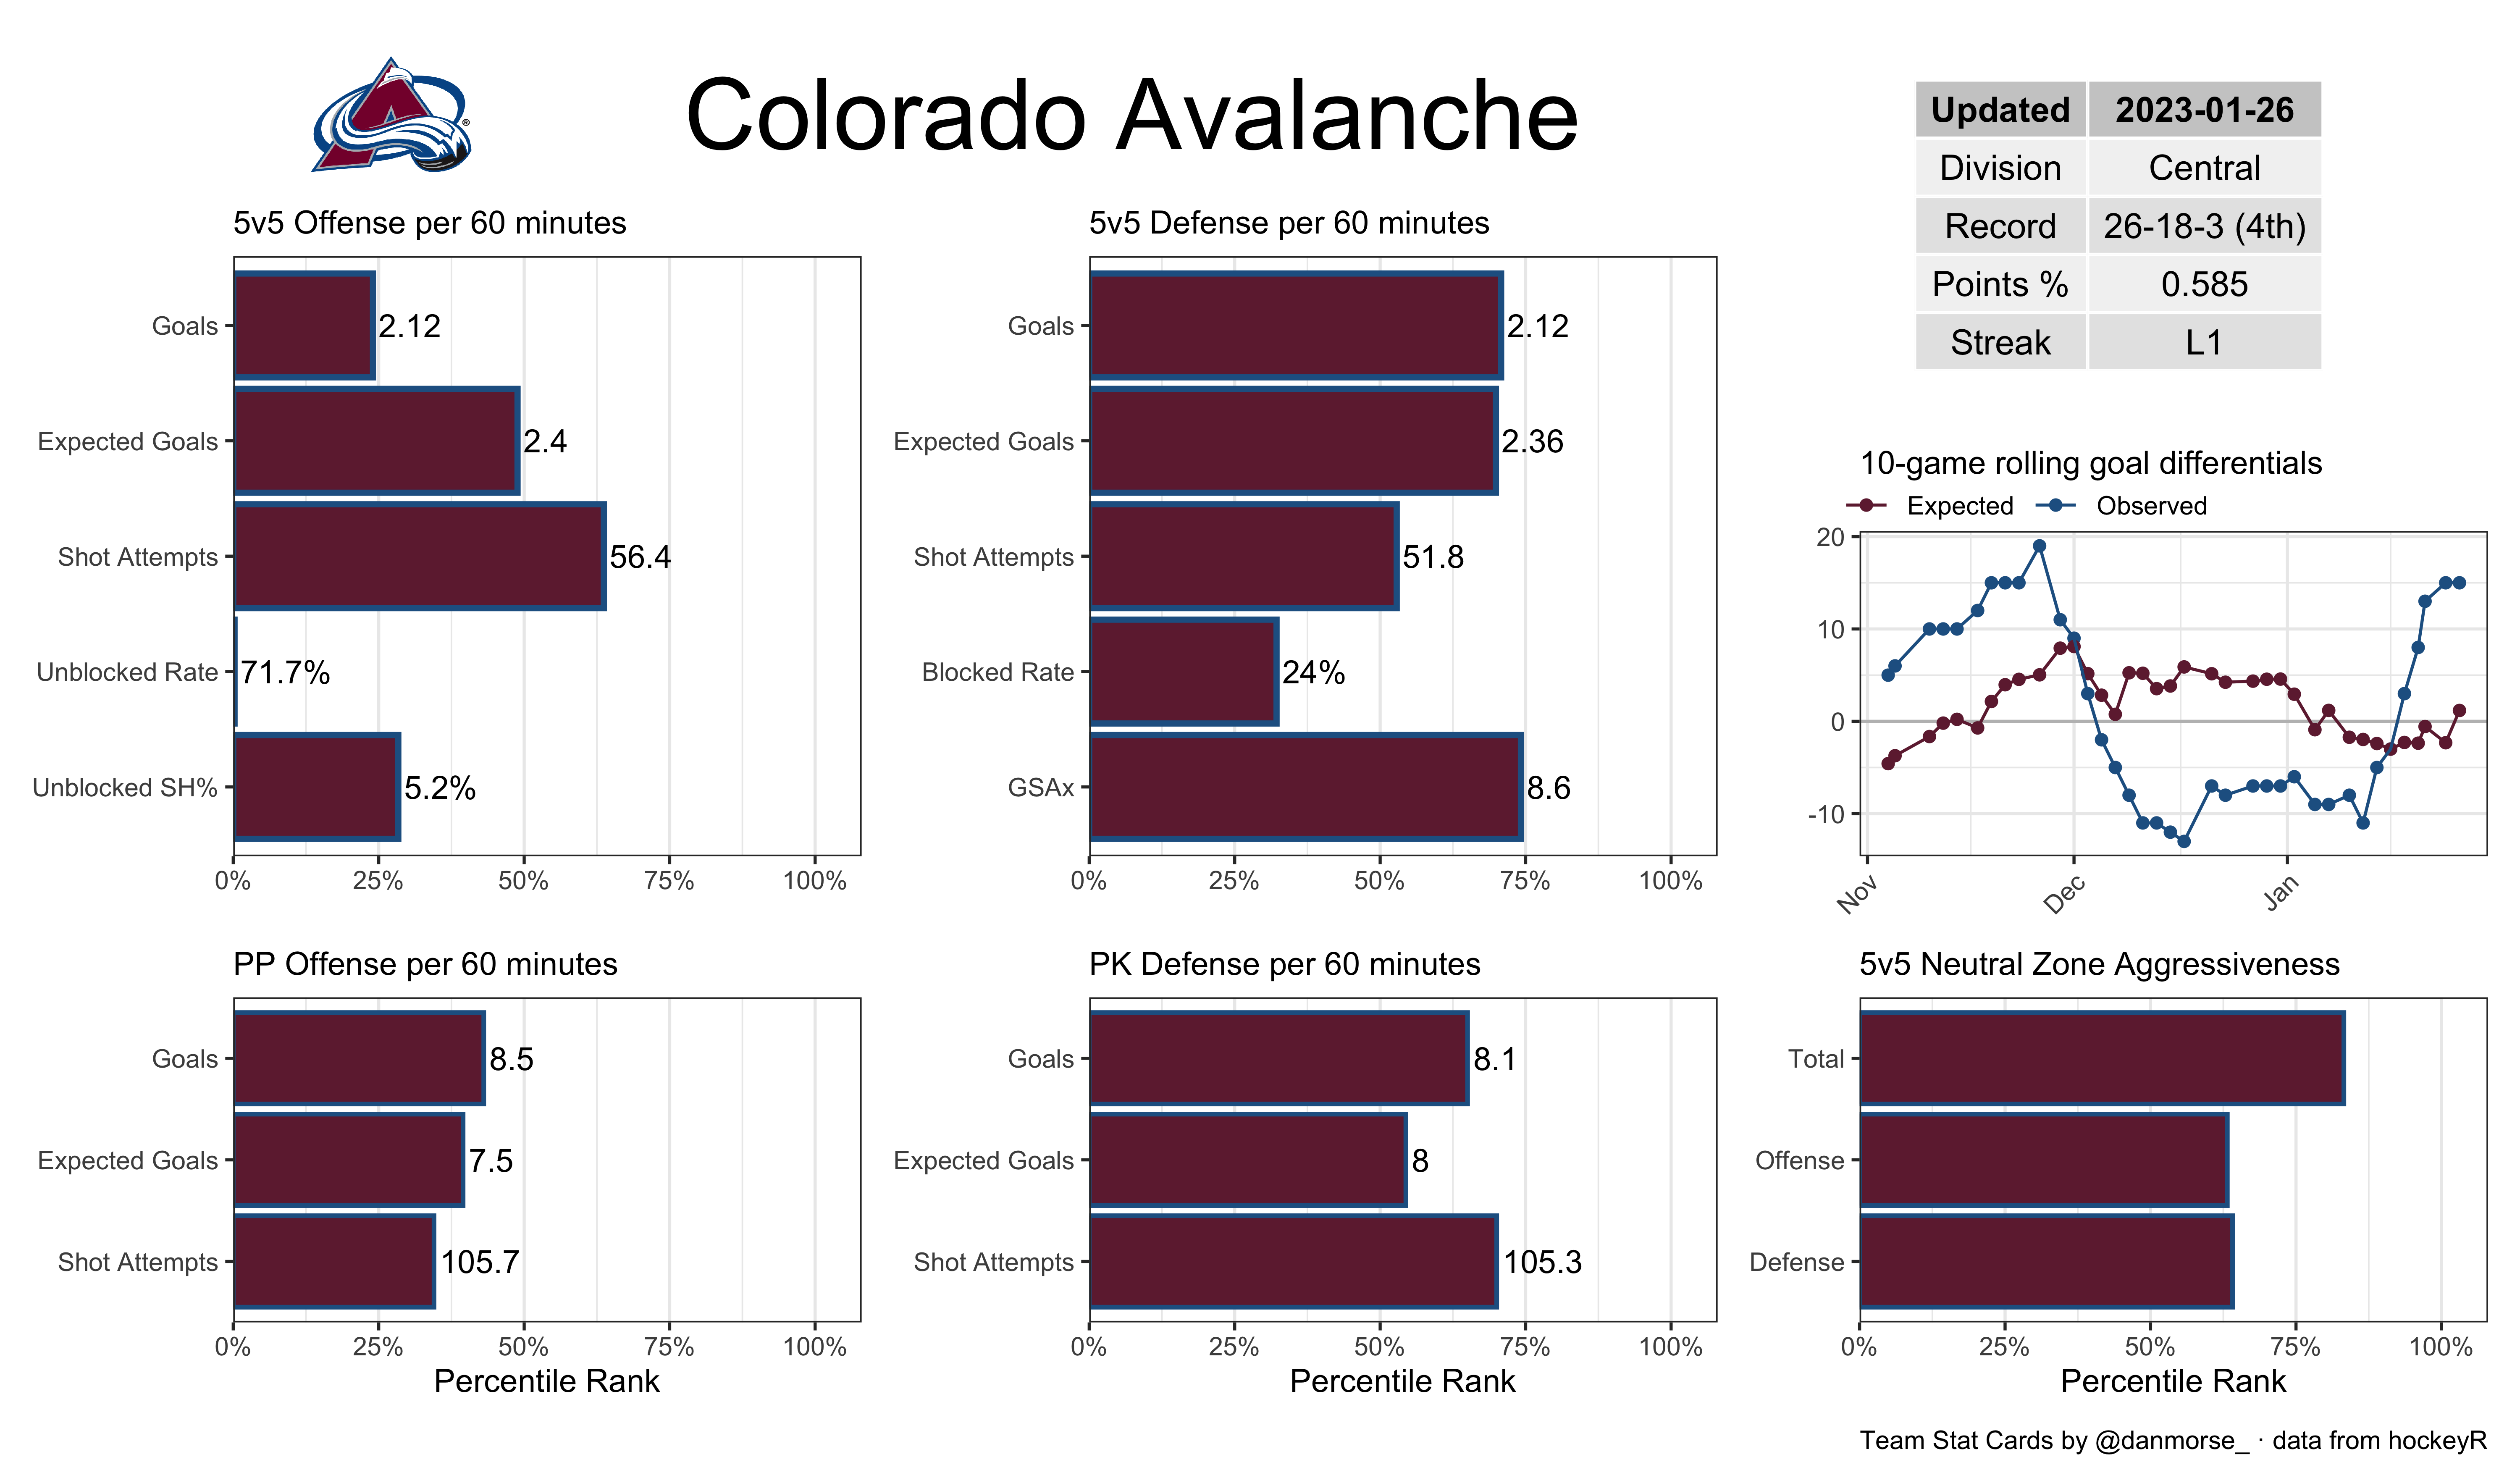 Colorado Avalanche
®
Updated 2023-01-26
Division Central
Record 26-18-3 (4th)
Points % 0.585
Streak L1
5v5 Offense per 60 minutes
Goals 2.12
Expected Goals 2.4
Shot Attempts 56.4
Unblocked Rate 71.7%
Unblocked SH% 5.2%
0% 25% 50% 75% 100%
5v5 Defense per 60 minutes
Goals 2.12
Expected Goals 2.36
Shot Attempts 51.8
Blocked Rate 24%
GSAx 8.6
0% 25% 50% 75% 100%
10-game rolling goal differentials
Expected Observed
20
10
0
-10
Nov Dec Jan
PP Offense per 60 minutes
Goals 8.5
Expected Goals 7.5
Shot Attempts 105.7
0% 25% 50% 75% 100%
Percentile Rank
PK Defense per 60 minutes
Goals 8.1
Expected Goals 8
Shot Attempts 105.3
0% 25% 50% 75% 100%
Percentile Rank
5v5 Neutral Zone Aggressiveness
Total
Offense
Defense
0% 25% 50% 75% 100%
Percentile Rank
Team Stat Cards by @danmorse_ · data from hockeyR